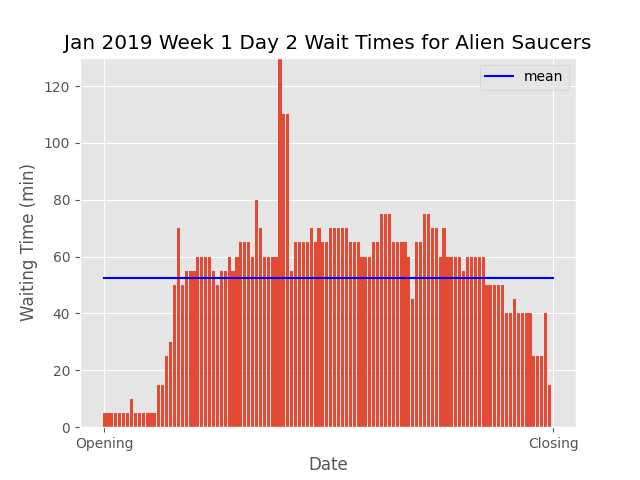 Jan 2019 Week 1 Day 2 Wait Times for Alien Saucers
mean
120
100
80
60
40
20
0
Waiting Time (min)
Opening
Closing
Date